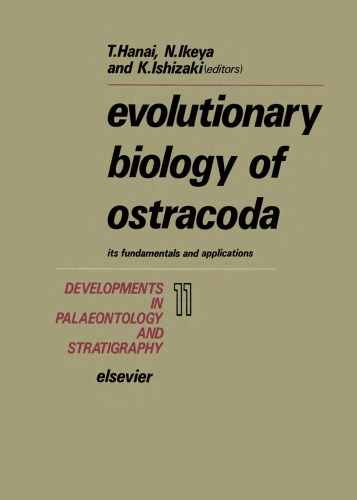 T.Hanai, N.Ikeya
and K.Ishizaki (editors)
evolutionary
biology of
ostracoda
its fundamentals and applications
DEVELOPMENTS
IN
PALAEONTOLOGY
AND
STRATIGRAPHY
11
elsevier